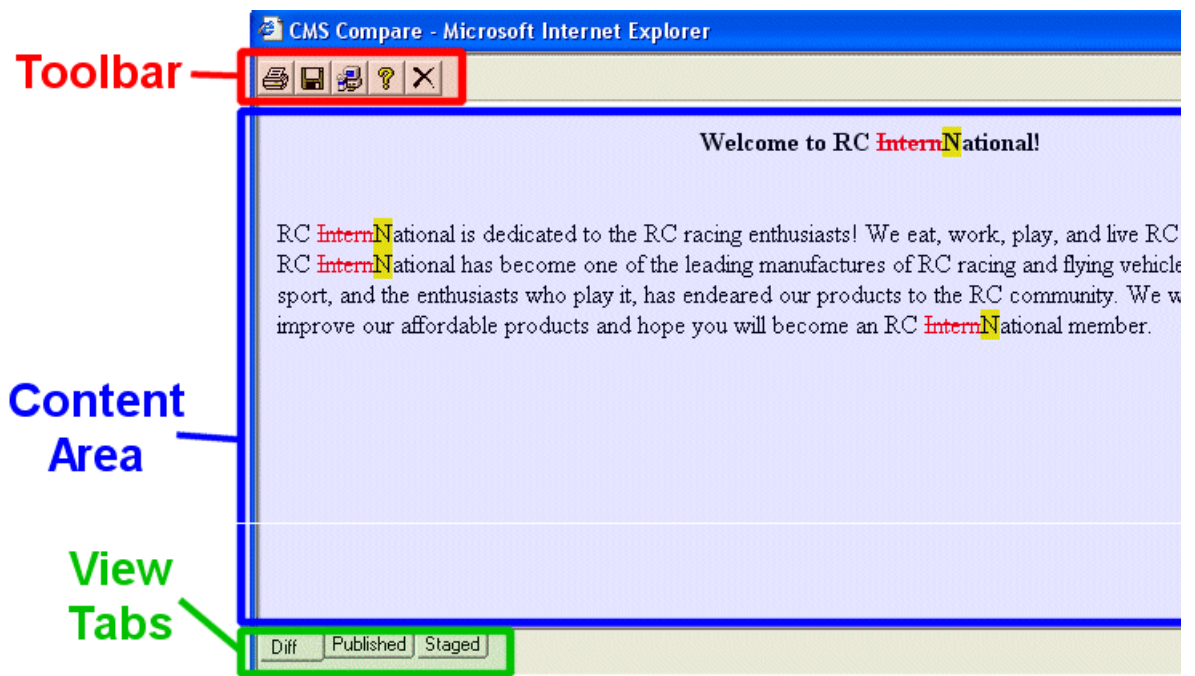 CMS Compare - Microsoft Internet Explorer
Toolbar
Welcome to RC InternNational!
RC InternNational is dedicated to the RC racing enthusiasts! We eat, work, play, and live RC
RC InternNational has become one of the leading manufactures of RC racing and flying vehicle
sport, and the enthusiasts who play it, has endeared our products to the RC community. We w
improve our affordable products and hope you will become an RC InternNational member.
Content
Area
View
Tabs
Diff Published Staged